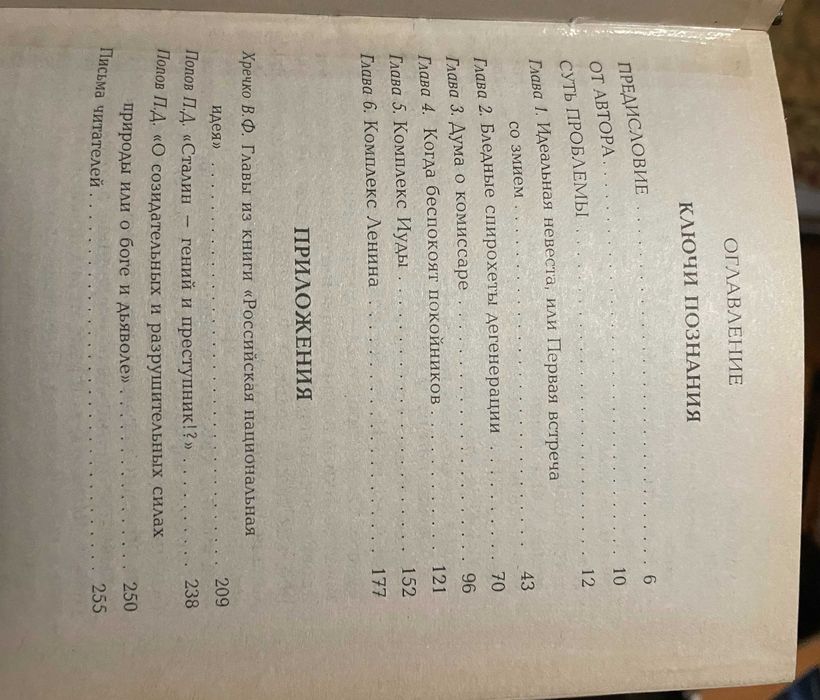 ОГЛАВЛЕНИЕ
КЛЮЧИ ПОЗНАНИЯ
ПРЕДИСЛОВИЕ . . . . . . . . . . . . . . . . . . . . . . . . . . . 6
ОТ АВТОРА. . . . . . . . . . . . . . . . . . . . . . . . . . . . 10
СУТЬ ПРОБЛЕМЫ . . . . . . . . . . . . . . . . . . . . . . . . 12
Глава 1. Идеальная невеста, или Первая встреча
со змием . . . . . . . . . . . . . . . . . . . . . . . . 43
Глава 2. Бледные спирохеты дегенерации . . . . . . . . 70
Глава 3. Дума о комиссаре . . . . . . . . . . . . . . . . . . 96
Глава 4. Когда беспокоят покойников . . . . . . . . . . 121
Глава 5. Комплекс Иуды . . . . . . . . . . . . . . . . . . . 152
Глава 6. Комплекс Ленина . . . . . . . . . . . . . . . . . 177
ПРИЛОЖЕНИЯ
Хречко В.Ф. Главы из книги «Российская национальная
идея» . . . . . . . . . . . . . . . . . . . . . . . . . . . . 209
Попов П.Д. «Сталин – гений и преступник!?» . . . . . . . . 238
Попов П.Д. «О созидательных и разрушительных силах
природы или о боге и дьяволе» . . . . . . . . . . . . 250
Письма читателей . . . . . . . . . . . . . . . . . . . . . . . 255